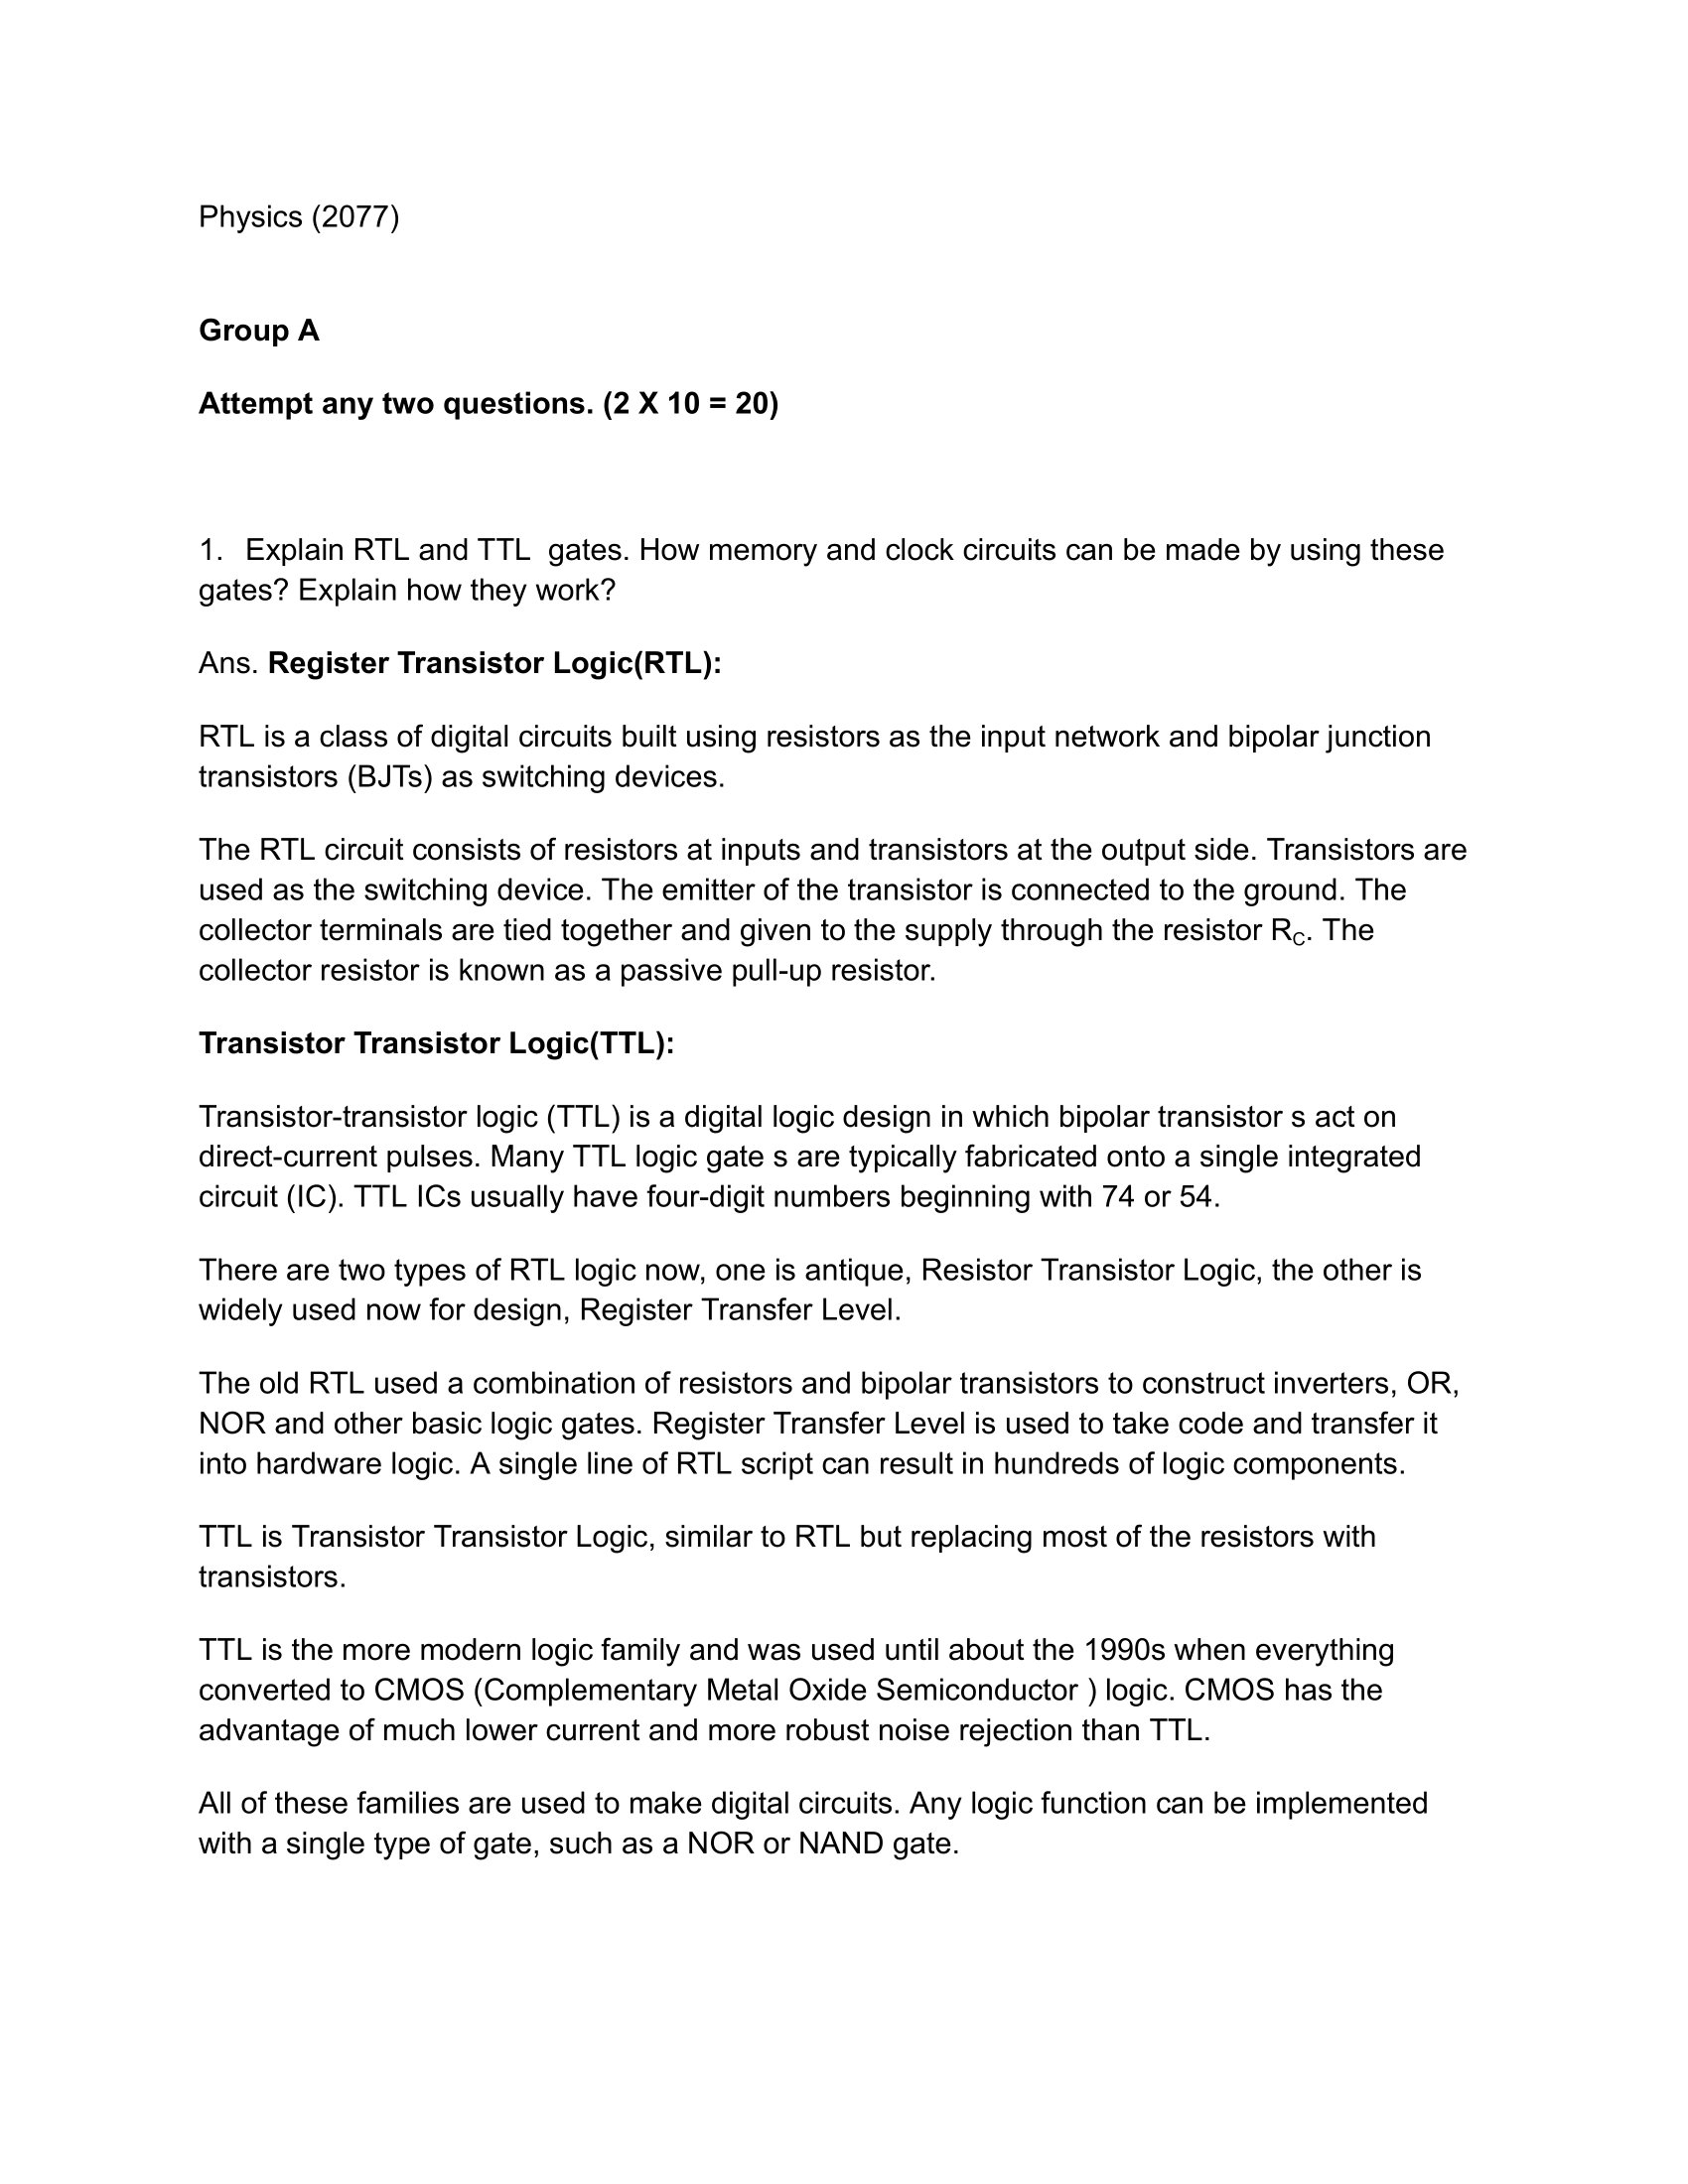 Physics (2077)
Group A
Attempt any two questions. (2 X 10 = 20)
1. Explain RTL and TTL  gates. How memory and clock circuits can be made by using these
gates? Explain how they work?
Ans. Register Transistor Logic(RTL):
RTL is a class of digital circuits built using resistors as the input network and bipolar junction
transistors (BJTs) as switching devices.
The RTL circuit consists of resistors at inputs and transistors at the output side. Transistors are
used as the switching device. The emitter of the transistor is connected to the ground. The
collector terminals are tied together and given to the supply through the resistor RC. The
collector resistor is known as a passive pull-up resistor.
Transistor Transistor Logic(TTL):
Transistor-transistor logic (TTL) is a digital logic design in which bipolar transistor s act on
direct-current pulses. Many TTL logic gate s are typically fabricated onto a single integrated
circuit (IC). TTL ICs usually have four-digit numbers beginning with 74 or 54.
There are two types of RTL logic now, one is antique, Resistor Transistor Logic, the other is
widely used now for design, Register Transfer Level.
The old RTL used a combination of resistors and bipolar transistors to construct inverters, OR,
NOR and other basic logic gates. Register Transfer Level is used to take code and transfer it
into hardware logic. A single line of RTL script can result in hundreds of logic components.
TTL is Transistor Transistor Logic, similar to RTL but replacing most of the resistors with
transistors.
TTL is the more modern logic family and was used until about the 1990s when everything
converted to CMOS (Complementary Metal Oxide Semiconductor ) logic. CMOS has the
advantage of much lower current and more robust noise rejection than TTL.
All of these families are used to make digital circuits. Any logic function can be implemented
with a single type of gate, such as a NOR or NAND gate.